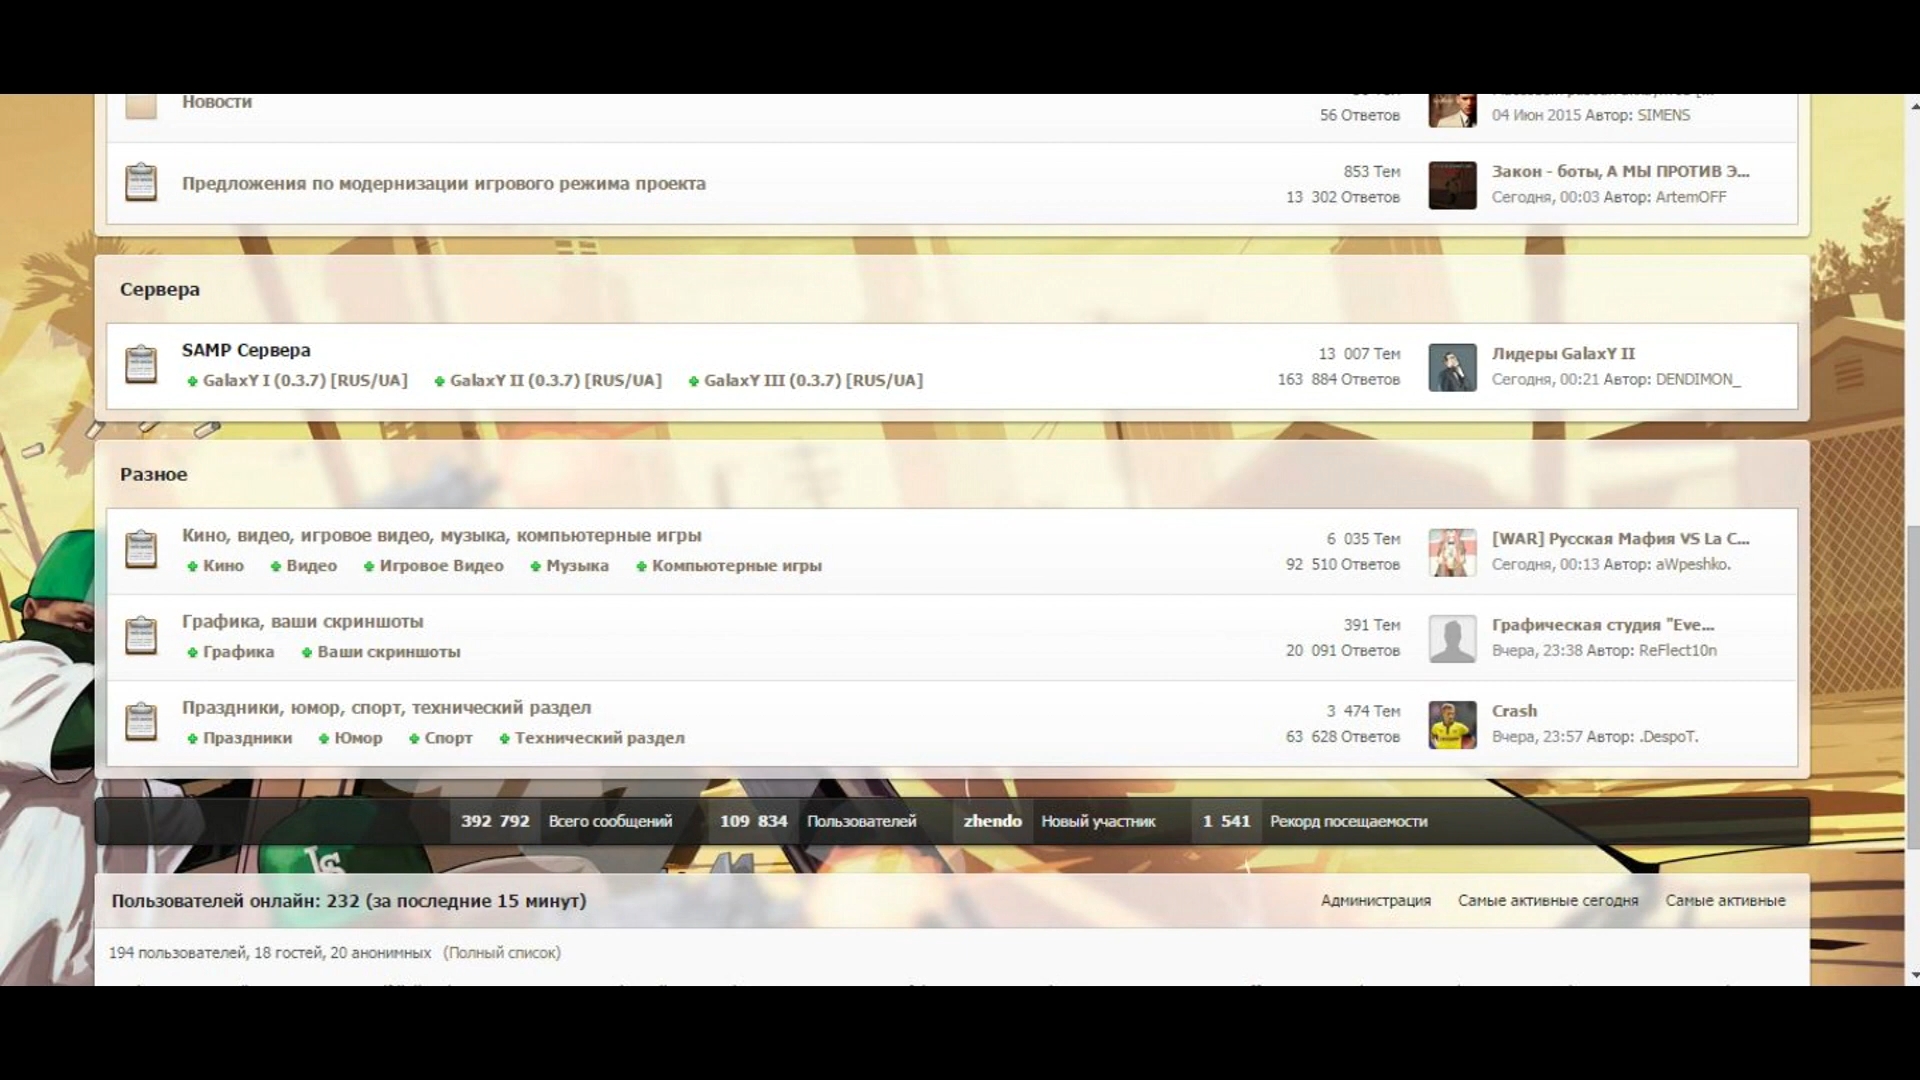 Новости
56 Ответов
04 Июн 2015 Автор: SIMENS
Предложения по модернизации игрового режима проекта
853 Тем
13 302 Ответов
Закон - боты, А МЫ ПРОТИВ Э...
Сегодня, 00:03 Автор: ArtemOFF
Сервера
SAMP Сервера
GalaxY I (0.3.7) [RUS/UA] GalaxY II (0.3.7) [RUS/UA] GalaxY III (0.3.7) [RUS/UA]
13 007 Тем
163 884 Ответов
Лидеры GalaxY II
Сегодня, 00:21 Автор: DENDIMON_
Разное
Кино, видео, игровое видео, музыка, компьютерные игры
Кино Видео Игровое Видео Музыка Компьютерные игры
6 035 Тем
92 510 Ответов
[WAR] Русская Мафия VS La C...
Сегодня, 00:13 Автор: aWpeshko.
Графика, ваши скриншоты
Графика Ваши скриншоты
391 Тем
20 091 Ответов
Графическая студия "Eve...
Вчера, 23:38 Автор: ReFlect10n
Праздники, юмор, спорт, технический раздел
Праздники Юмор Спорт Технический раздел
3 474 Тем
63 628 Ответов
Crash
Вчера, 23:57 Автор: .DespoT.
392 792 Всего сообщений 109 834 Пользователей zhendo Новый участник 1 541 Рекорд посещаемости
Пользователей онлайн: 232 (за последние 15 минут)
Администрация Самые активные сегодня Самые активные
194 пользователей, 18 гостей, 20 анонимных (Полный список)